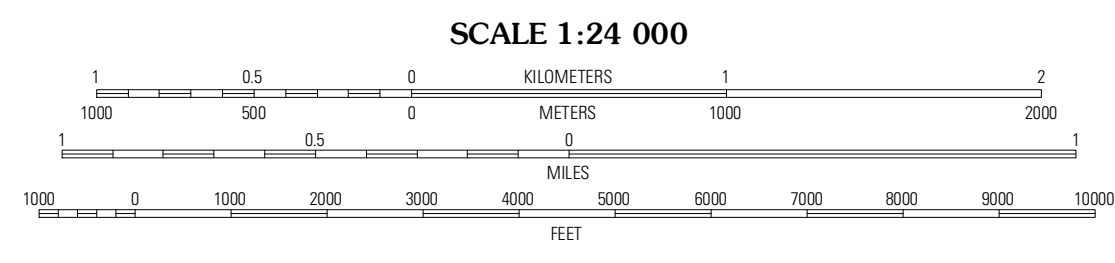 SCALE 1:24 000
1 0.5 0 KILOMETERS 1 2
1000 500 0 METERS 1000 2000
1 0.5 0 1
MILES
1000 0 1000 2000 3000 4000 5000 6000 7000 8000 9000 10000
FEET